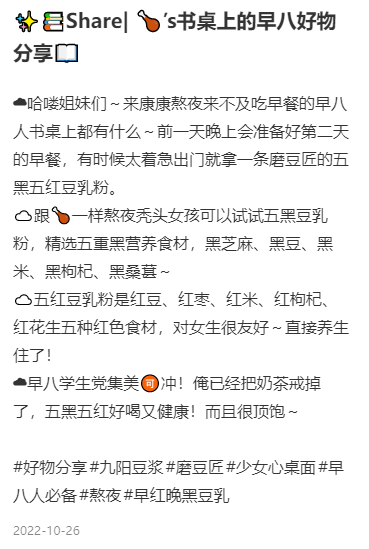 ✨📚Share| 🍗's书桌上的早八好物
分享📖
☁哈喽姐妹们～来康康熬夜来不及吃早餐的早八
人书桌上都有什么～前一天晚上会准备好第二天
的早餐，有时候太着急出门就拿一条磨豆匠的五
黑五红豆乳粉。
☁跟🍗一样熬夜秃头女孩可以试试五黑豆乳
粉，精选五重黑营养食材，黑芝麻、黑豆、黑
米、黑枸杞、黑桑葚～
☁五红豆乳粉是红豆、红枣、红米、红枸杞、
红花生五种红色食材，对女生很友好～直接养生
住了！
☁早八学生党集美🉑冲！俺已经把奶茶戒掉
了，五黑五红好喝又健康！而且很顶饱～
#好物分享#九阳豆浆#磨豆匠#少女心桌面#早
八人必备#熬夜#早红晚黑豆乳
2022-10-26